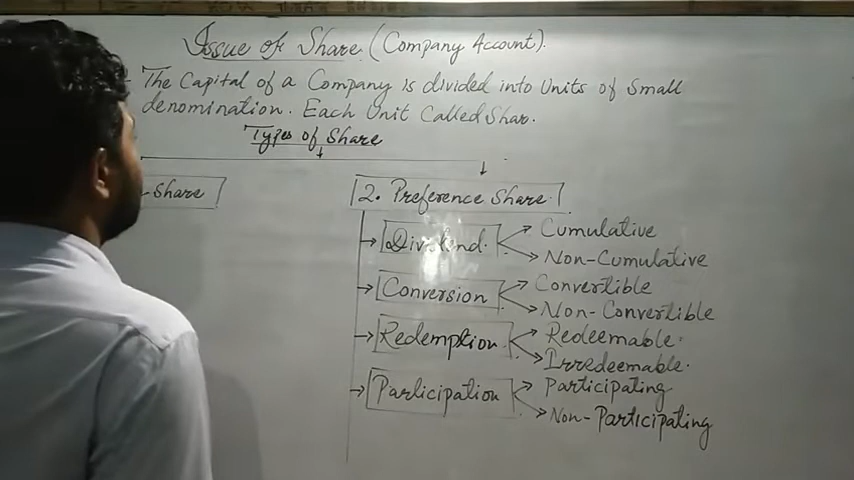 Issue of Share (Company Account).
The Capital of a Company is divided into Units of Small
denomination. Each Unit Called Shar.
Types of Share
Share
2. Preference Share.
Dividend.
Cumulative
Non-Cumulative
Conversion
Convertible
Non-Convertible
Redemption
Redeemable.
Irredeemable.
Participation
Participating
Non-Participating